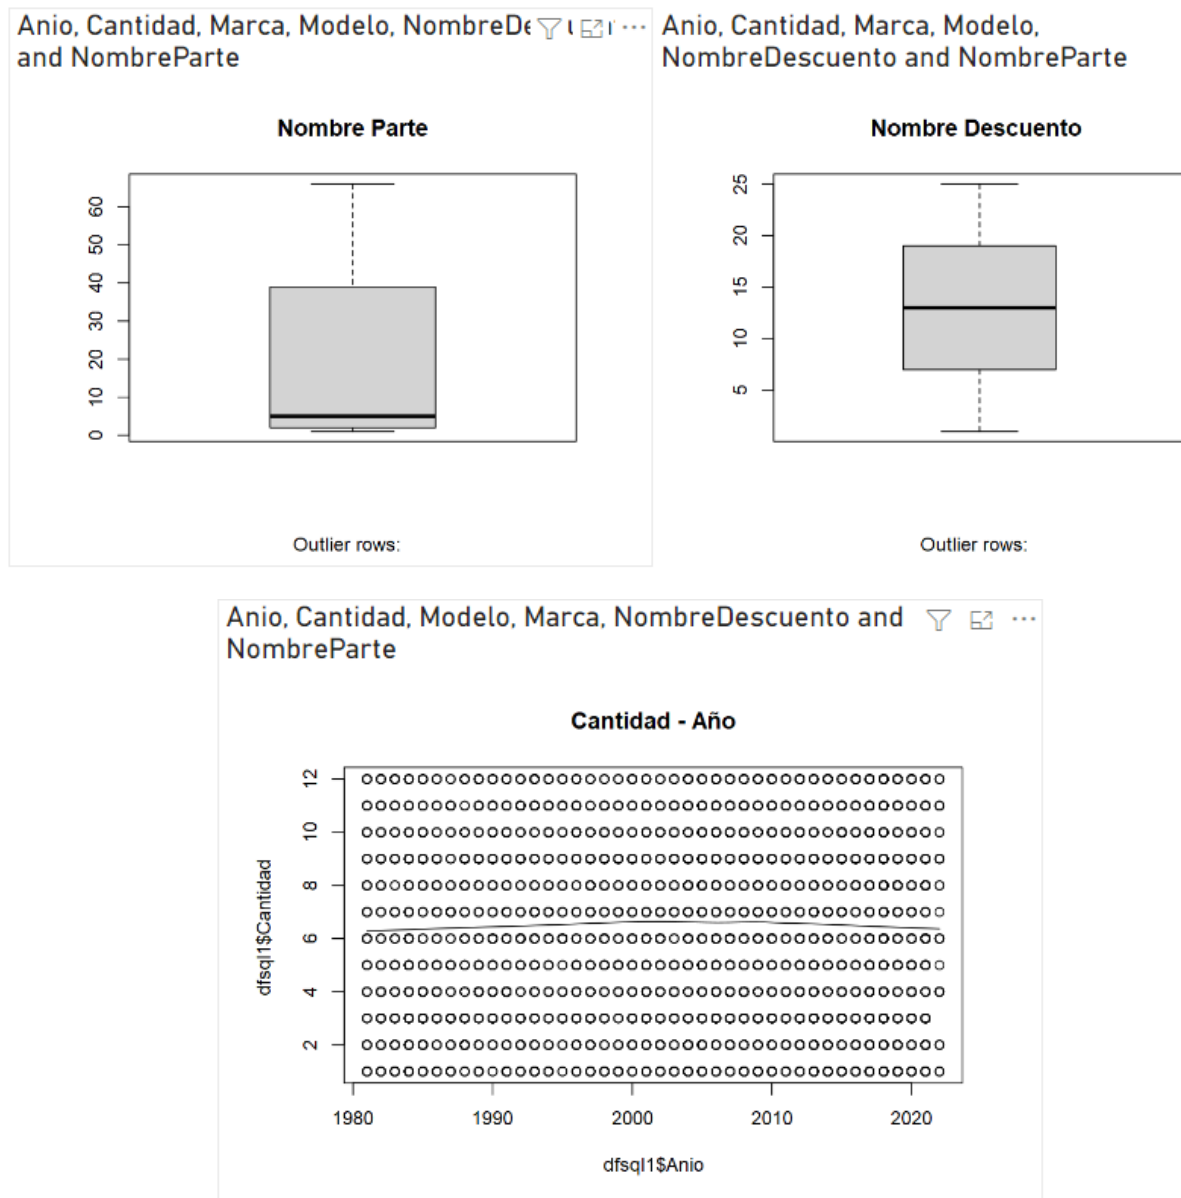 Anio, Cantidad, Marca, Modelo,
and NombreParte
Nombre Parte
60
50
40
30
20
10
0
Outlier rows:
Anio, Cantidad, Marca, Modelo,
NombreDescuento and NombreParte
Nombre Descuento
25
20
15
10
5
Outlier rows:
Anio, Cantidad, Modelo, Marca, NombreDescuento and
NombreParte
Cantidad - Año
12
10
8
6
4
2
dfsql1$Cantidad
1980 1990 2000 2010 2020
dfsql1$Anio